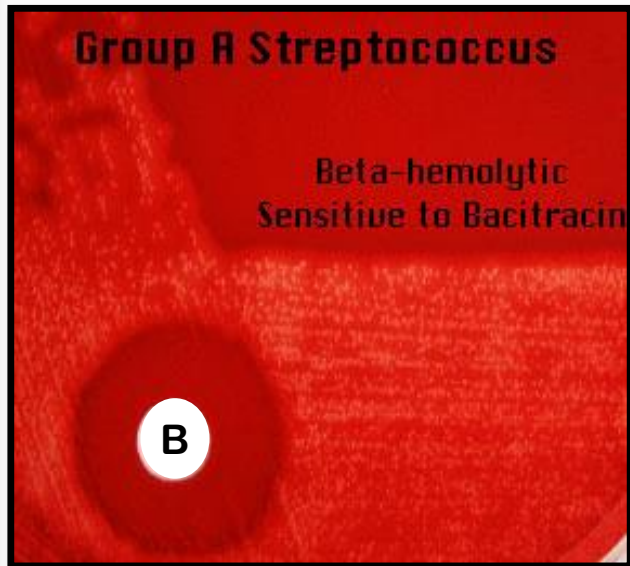 Group A Streptococcus
Beta-hemolytic
Sensitive to Bacitracin
B